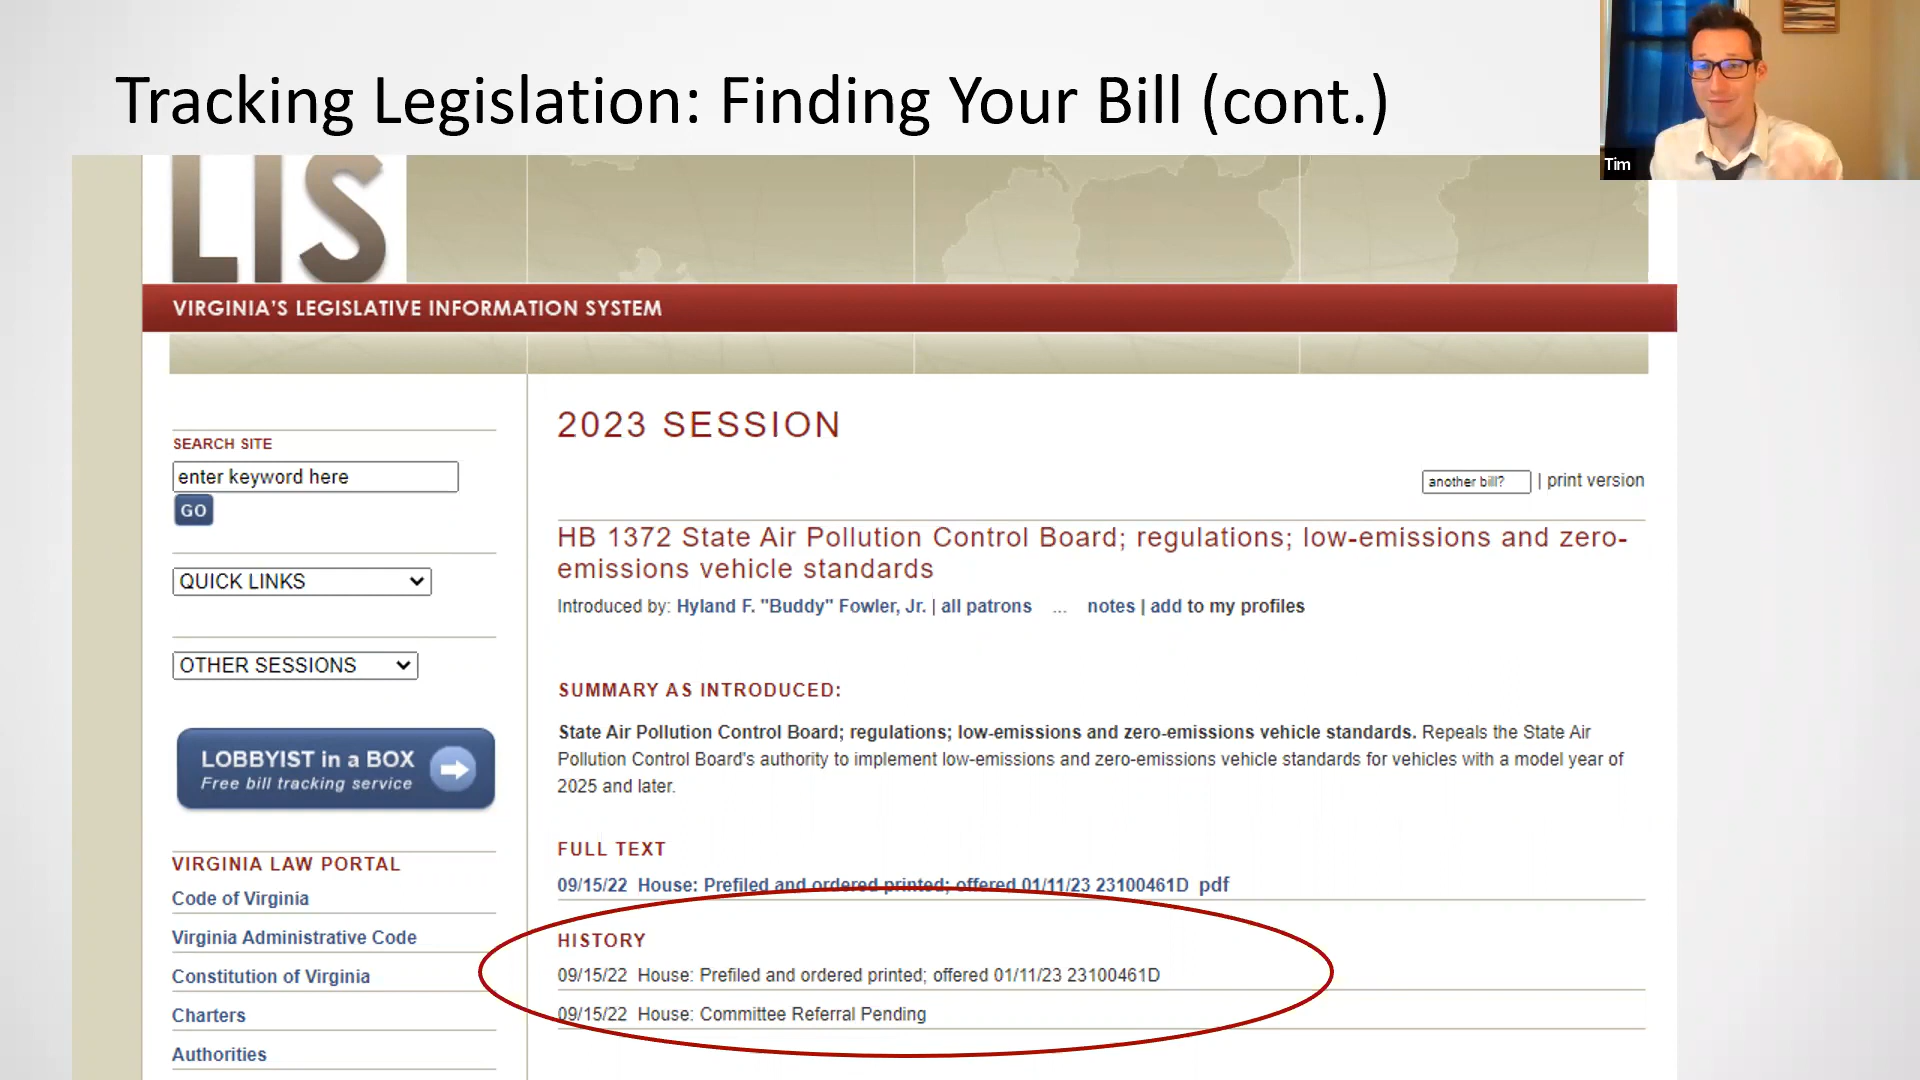 Tracking Legislation: Finding Your Bill (cont.)
Tim
LIS
VIRGINIA'S LEGISLATIVE INFORMATION SYSTEM
SEARCH SITE
enter keyword here
GO
QUICK LINKS
OTHER SESSIONS
LOBBYIST in a BOX
Free bill tracking service
VIRGINIA LAW PORTAL
Code of Virginia
Virginia Administrative Code
Constitution of Virginia
Charters
Authorities
2023 SESSION
another bill? | print version
HB 1372 State Air Pollution Control Board; regulations; low-emissions and zero-
emissions vehicle standards
Introduced by: Hyland F. "Buddy" Fowler, Jr. | all patrons ... notes | add to my profiles
SUMMARY AS INTRODUCED:
State Air Pollution Control Board; regulations; low-emissions and zero-emissions vehicle standards. Repeals the State Air
Pollution Control Board's authority to implement low-emissions and zero-emissions vehicle standards for vehicles with a model year of
2025 and later.
FULL TEXT
09/15/22 House: Prefiled and ordered printed; offered 01/11/23 23100461D pdf
HISTORY
09/15/22 House: Prefiled and ordered printed; offered 01/11/23 23100461D
09/15/22 House: Committee Referral Pending